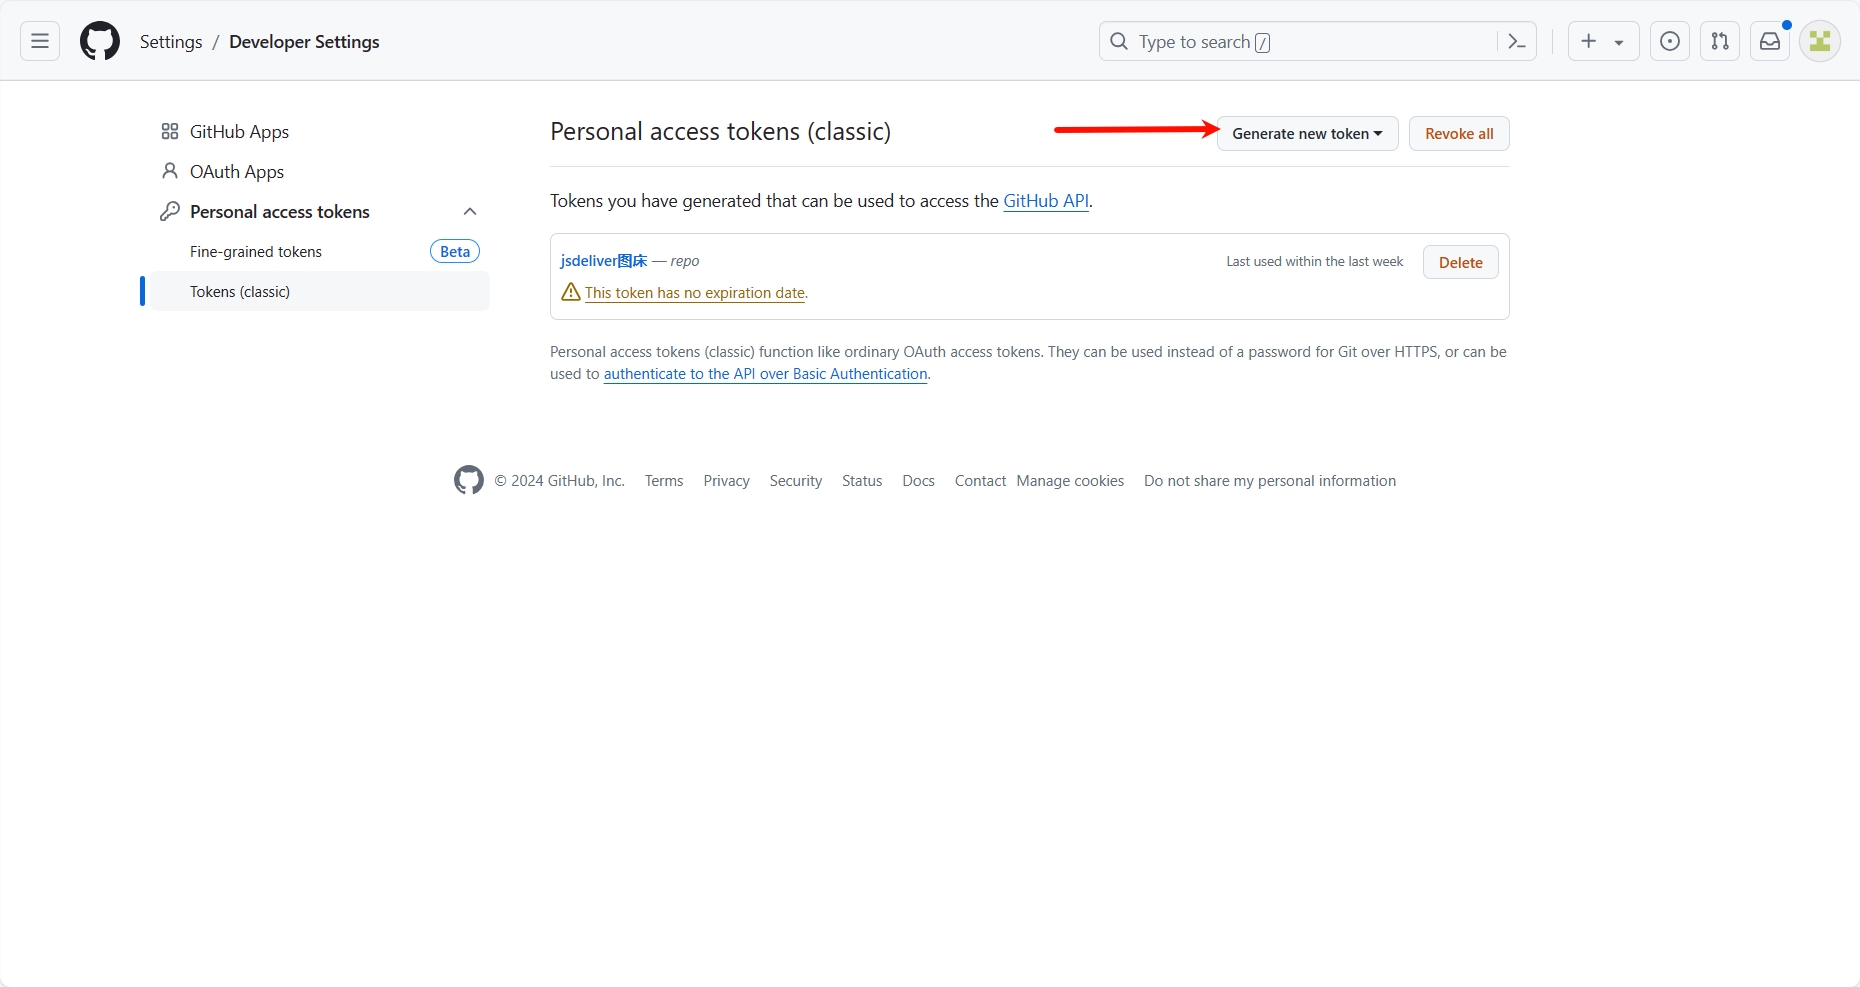 Settings / Developer Settings
Type to search /
GitHub Apps
OAuth Apps
Personal access tokens
Fine-grained tokens Beta
Tokens (classic)
Personal access tokens (classic)
Generate new token
Revoke all
Tokens you have generated that can be used to access the GitHub API.
jsdeliver图床 — repo
Last used within the last week
Delete
This token has no expiration date.
Personal access tokens (classic) function like ordinary OAuth access tokens. They can be used instead of a password for Git over HTTPS, or can be
used to authenticate to the API over Basic Authentication.
© 2024 GitHub, Inc. Terms Privacy Security Status Docs Contact Manage cookies Do not share my personal information